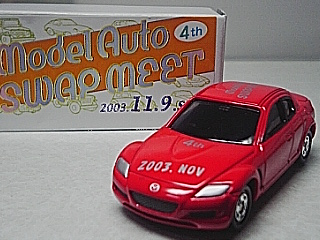 Model Auto 4th
SWAP MEET
2003.11.9.s
4th
2003. NOV